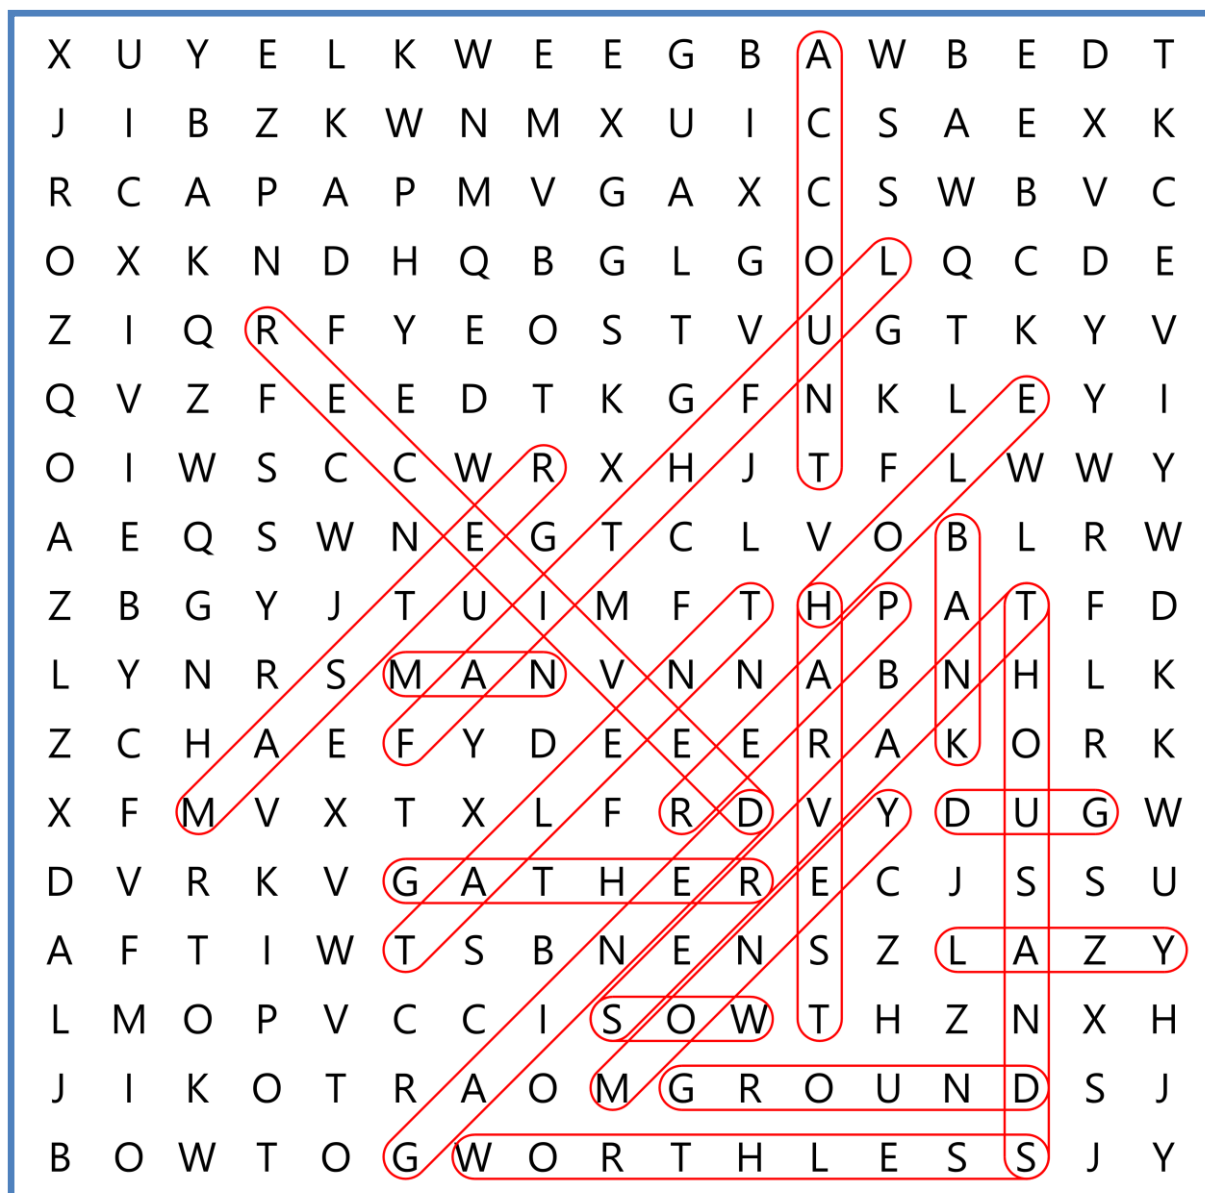 X U Y E L K W E E G B A W B E D T
J I B Z K W N M X U I C S A E X K
R C A P A P M V G A X C S W B V C
O X K N D H Q B G L G O L Q C D E
Z I Q R F Y E O S T V U G T K Y V
Q V Z F E E D T K G F N K L E Y I
O I W S C C W R X H J T F L W W Y
A E Q S W N E G T C L V O B L R W
Z B G Y J T U I M F T H P A T F D
L Y N R S M A N V N N A B N H L K
Z C H A E F Y D E E E R A K O R K
X F M V X T X L F R D V Y D U G W
D V R K V G A T H E R E C J S S U
A F T I W T S B N E N S Z L A Z Y
L M O P V C C I S O W T H Z N X H
J I K O T R A O M G R O U N D S J
B O W T O G W O R T H L E S S J Y